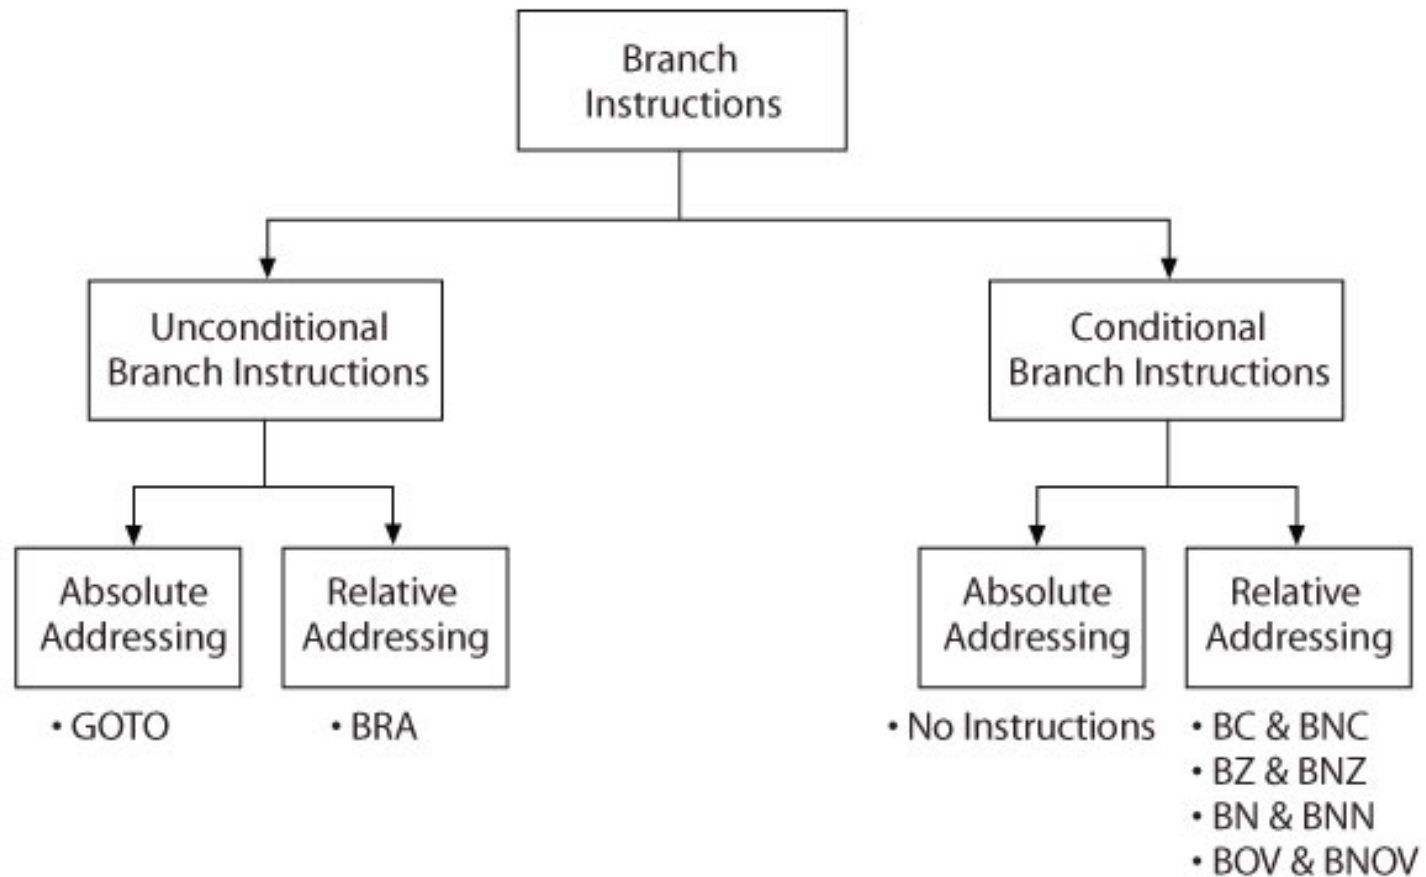 Branch
Instructions
Unconditional
Branch Instructions
Conditional
Branch Instructions
Absolute
Addressing
Relative
Addressing
Absolute
Addressing
Relative
Addressing
• GOTO
• BRA
• No Instructions
• BC & BNC
• BZ & BNZ
• BN & BNN
• BOV & BNOV